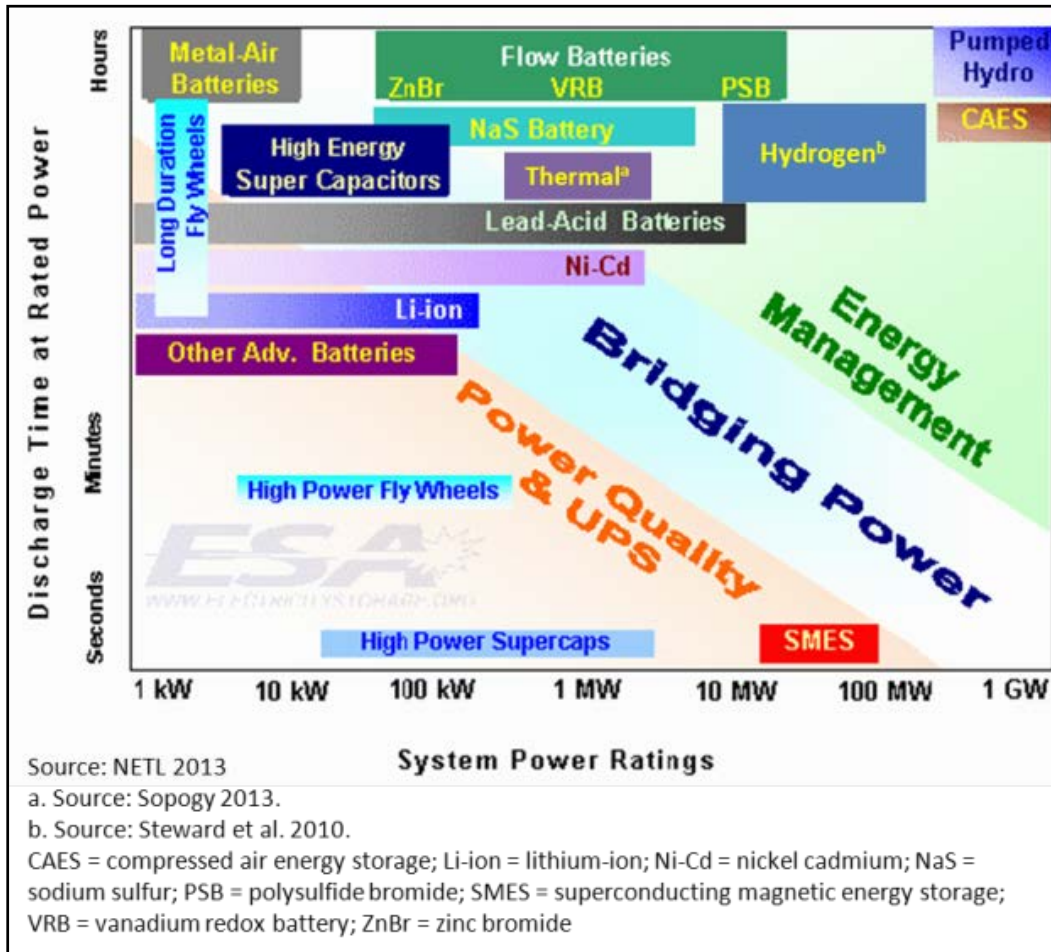 Discharge Time at Rated Power
Hours
Minutes
Seconds
Metal-Air
Batteries
Flow Batteries
ZnBr VRB PSB
Pumped
Hydro
CAES
Long Duration
Fly Wheels
High Energy
Super Capacitors
NaS Battery
Thermalᵃ
Hydrogenᵇ
Lead-Acid Batteries
Ni-Cd
Li-ion
Other Adv. Batteries
Energy
Management
Bridging Power
Power Quality
& UPS
High Power Fly Wheels
ESA
WWW.ELECTRICITYSTORAGE.ORG
High Power Supercaps
SMES
1 kW 10 kW 100 kW 1 MW 10 MW 100 MW 1 GW
System Power Ratings
Source: NETL 2013
a. Source: Sopogy 2013.
b. Source: Steward et al. 2010.
CAES = compressed air energy storage; Li-ion = lithium-ion; Ni-Cd = nickel cadmium; NaS =
sodium sulfur; PSB = polysulfide bromide; SMES = superconducting magnetic energy storage;
VRB = vanadium redox battery; ZnBr = zinc bromide